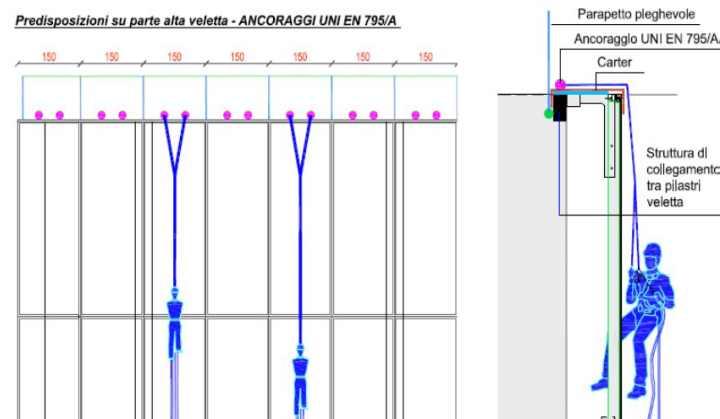 Predisposizioni su parte alta veletta - ANCORAGGI UNI EN 795/A
150 150 150 150 150 150 150
Parapetto pieghevole
Ancoraggio UNI EN 795/A
Carter
Struttura di
collegamento
tra pilastri
veletta